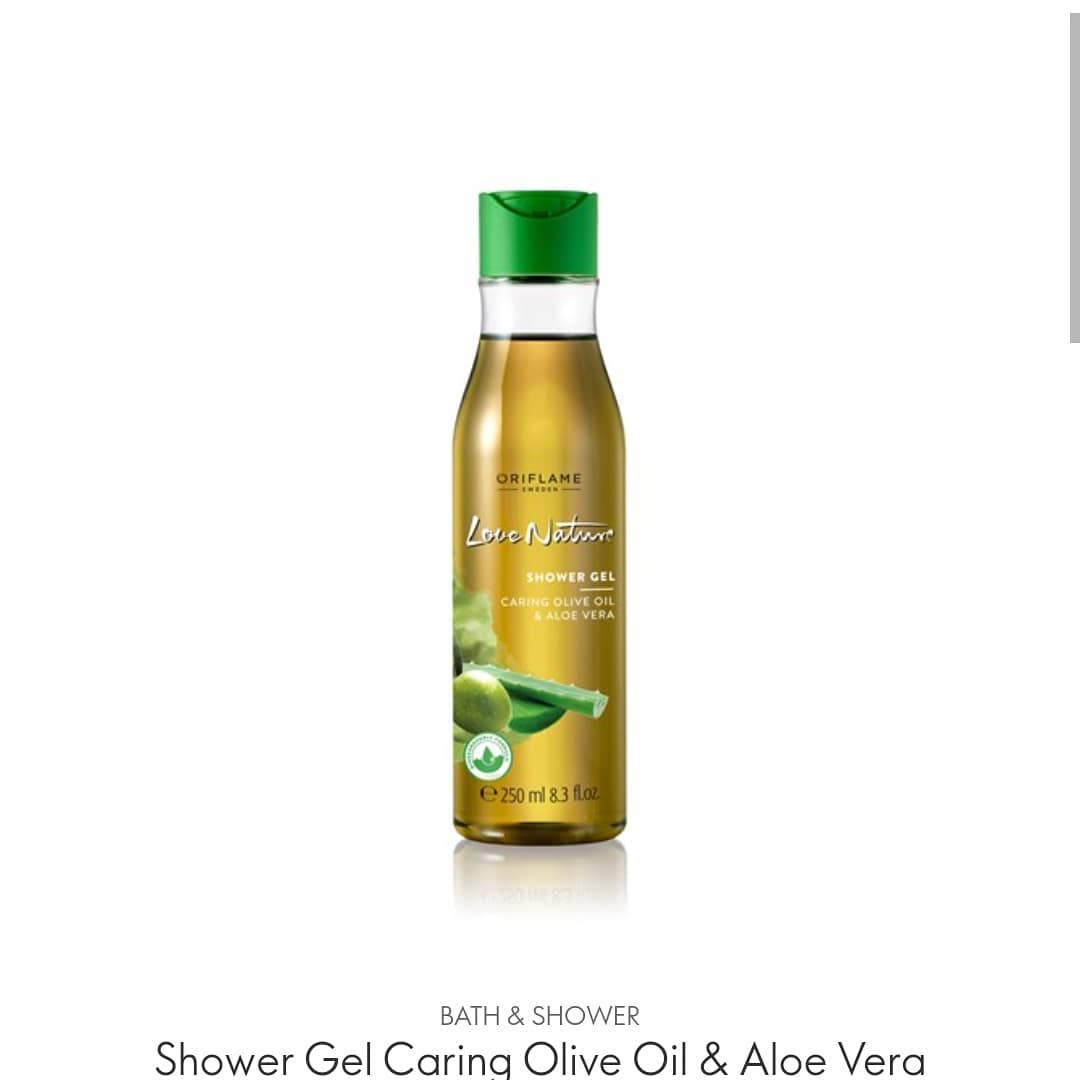 ORIFLAME
SWEDEN
Love Nature
SHOWER GEL
CARING OLIVE OIL
& ALOE VERA
℮ 250 ml 8.3 fl.oz.
BATH & SHOWER
Shower Gel Caring Olive Oil & Aloe Vera